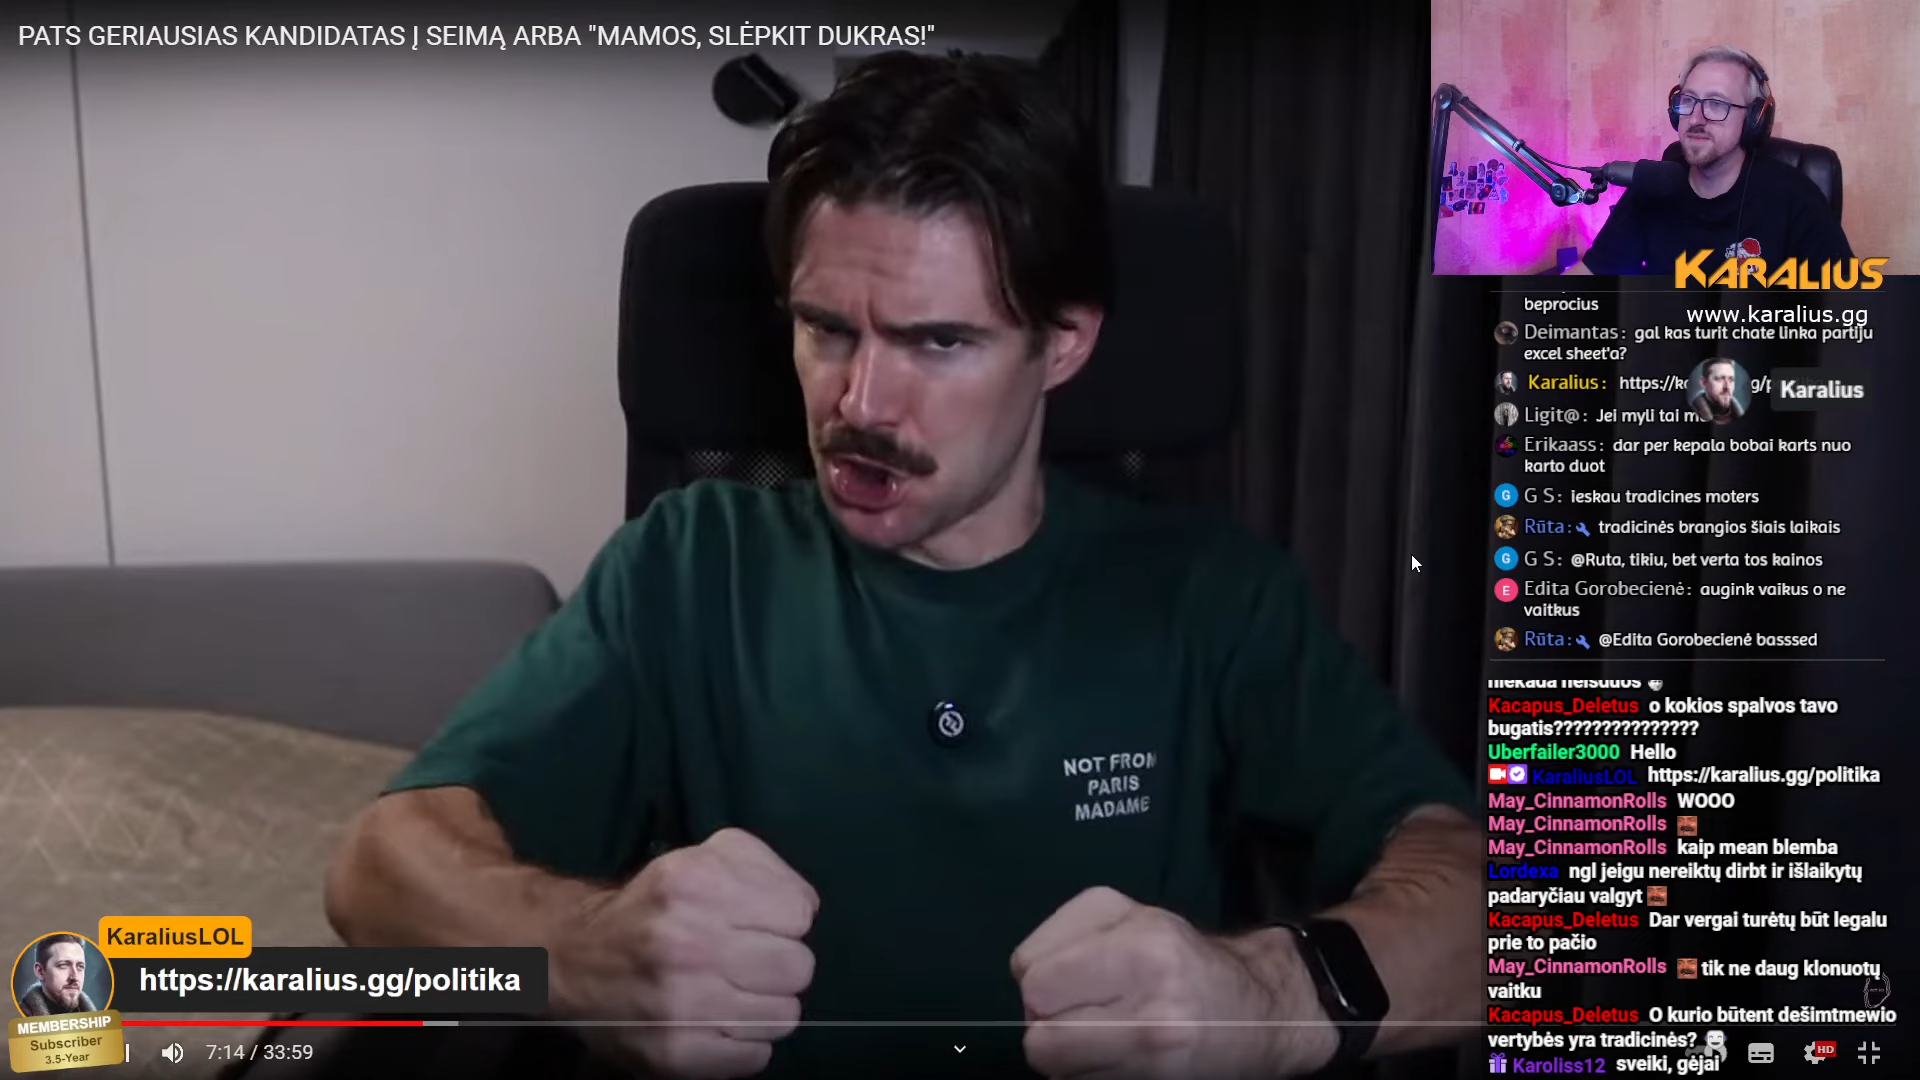 PATS GERIAUSIAS KANDIDATAS Į SEIMĄ ARBA "MAMOS, SLĖPKIT DUKRAS!"
KARALIUS
www.karalius.gg
beprocius
Deimantas: gal kas turit chate linka partiju
excel sheet'a?
Karalius:
Karalius
Ligit@: Jei myli tai
Erikaass: dar per kepala bobai karts nuo
karto duot
G S: ieskau tradicines moters
Rūta: tradicinės brangios šiais laikais
G S: @Ruta, tikiu, bet verta tos kainos
Edita Gorobecienė: augink vaikus o ne
vaitkus
Rūta: @Edita Gorobecienė basssed
Kacapus_Deletus o kokios spalvos tavo
bugatis???????????????
Uberfailer3000 Hello
KaraliusLOL https://karalius.gg/politika
May_CinnamonRolls WOOO
May_CinnamonRolls
May_CinnamonRolls kaip mean blemba
Lordexa ngl jeigu nereiktų dirbt ir išlaikytų
padaryčiau valgyt
Kacapus_Deletus Dar vergai turėtų būt legalu
prie to pačio
May_CinnamonRolls tik ne daug klonuotų
vaitku
Kacapus_Deletus O kurio būtent dešimtmewio
vertybės yra tradicinės?
Karoliss12 sveiki, gėjai
NOT FROM
PARIS
MADAME
KaraliusLOL
https://karalius.gg/politika
MEMBERSHIP
Subscriber
3.5-Year
7:14 / 33:59
HD